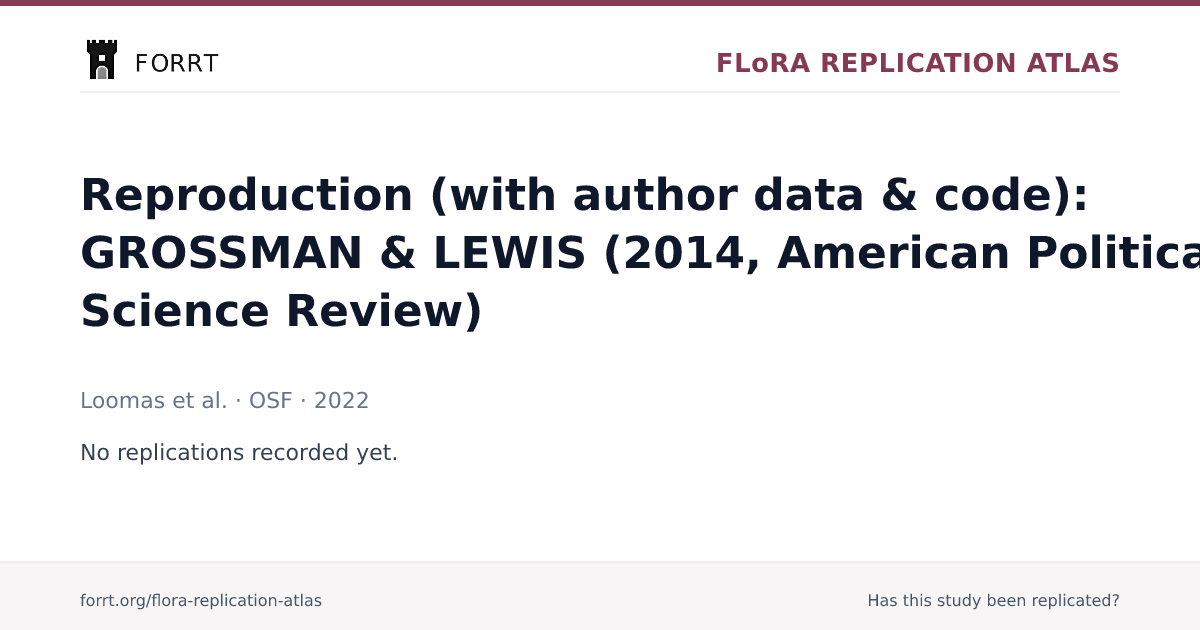 FORRT
FLoRA REPLICATION ATLAS
Reproduction (with author data & code):
GROSSMAN & LEWIS (2014, American Politica
Science Review)
Loomas et al. · OSF · 2022
No replications recorded yet.
forrt.org/flora-replication-atlas
Has this study been replicated?